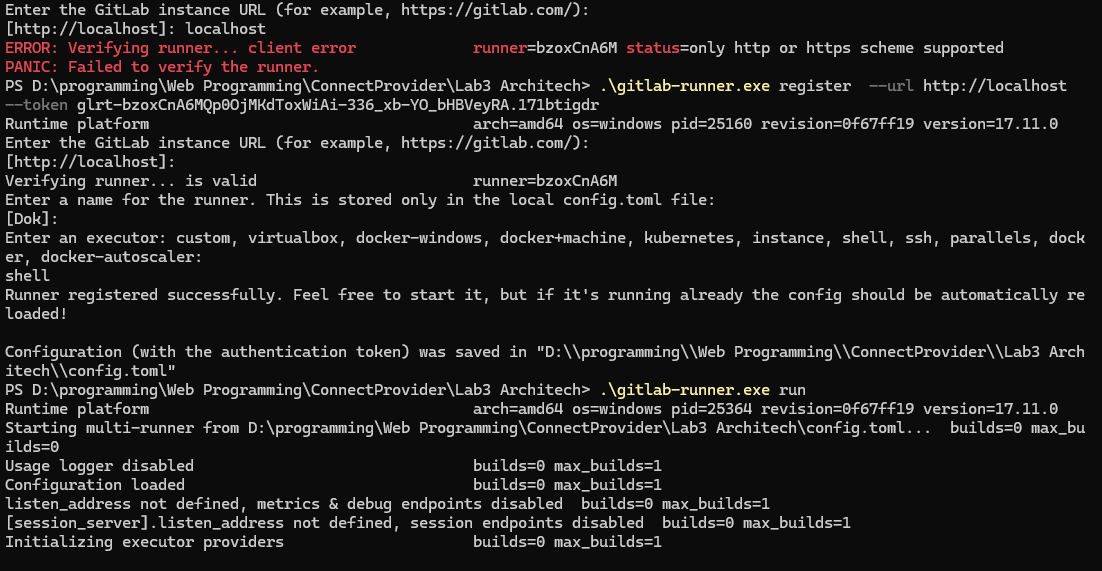 Enter the GitLab instance URL (for example, https://gitlab.com/):
[http://localhost]: localhost
ERROR: Verifying runner... client error runner=bzoxCnA6M status=only http or https scheme supported
PANIC: Failed to verify the runner.
PS D:\programming\Web Programming\ConnectProvider\Lab3 Architech> .\gitlab-runner.exe register --url http://localhost
--token glrt-bzoxCnA6MQp0OjMKdToxWiAi-336_xb-YO_bHBVeyRA.171btigdr
Runtime platform arch=amd64 os=windows pid=25160 revision=0f67ff19 version=17.11.0
Enter the GitLab instance URL (for example, https://gitlab.com/):
[http://localhost]:
Verifying runner... is valid runner=bzoxCnA6M
Enter a name for the runner. This is stored only in the local config.toml file:
[Dok]:
Enter an executor: custom, virtualbox, docker-windows, docker+machine, kubernetes, instance, shell, ssh, parallels, dock
er, docker-autoscaler:
shell
Runner registered successfully. Feel free to start it, but if it's running already the config should be automatically re
loaded!
Configuration (with the authentication token) was saved in "D:\\programming\\Web Programming\\ConnectProvider\\Lab3 Arch
itech\\config.toml"
PS D:\programming\Web Programming\ConnectProvider\Lab3 Architech> .\gitlab-runner.exe run
Runtime platform arch=amd64 os=windows pid=25364 revision=0f67ff19 version=17.11.0
Starting multi-runner from D:\programming\Web Programming\ConnectProvider\Lab3 Architech\config.toml... builds=0 max_bu
ilds=0
Usage logger disabled builds=0 max_builds=1
Configuration loaded builds=0 max_builds=1
listen_address not defined, metrics & debug endpoints disabled builds=0 max_builds=1
[session_server].listen_address not defined, session endpoints disabled builds=0 max_builds=1
Initializing executor providers builds=0 max_builds=1